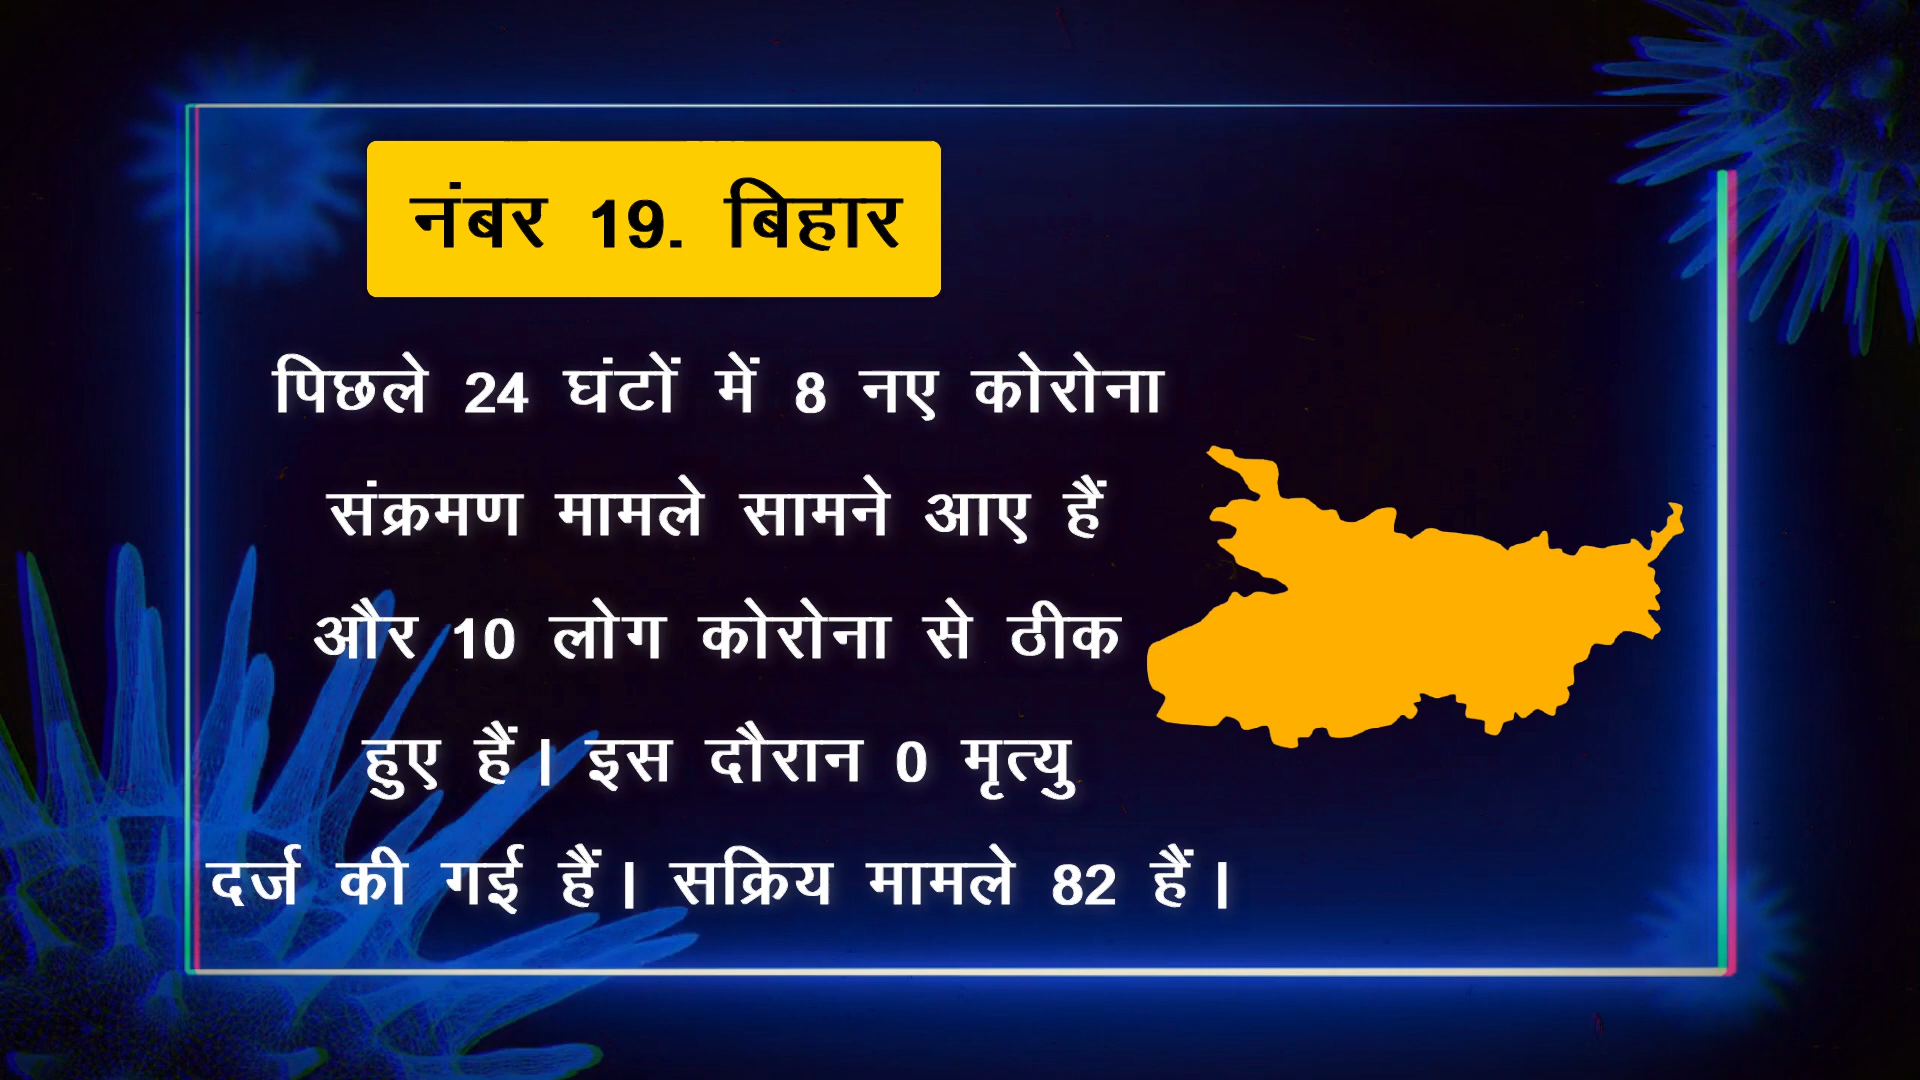 नंबर 19. बिहार
पिछले 24 घंटों में 8 नए कोरोना
संक्रमण मामले सामने आए हैं
और 10 लोग कोरोना से ठीक
हुए हैं। इस दौरान 0 मृत्यु
दर्ज की गई हैं। सक्रिय मामले 82 हैं।